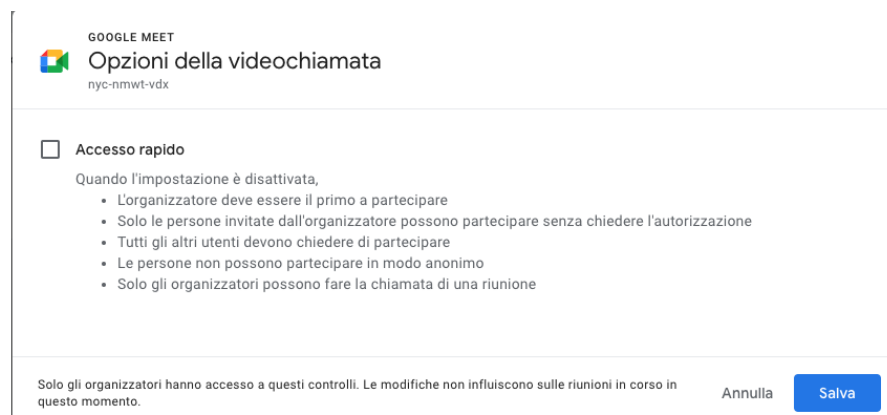 GOOGLE MEET
Opzioni della videochiamata
nyc-nmwt-vdx
Accesso rapido
Quando l'impostazione è disattivata,
• L'organizzatore deve essere il primo a partecipare
• Solo le persone invitate dall'organizzatore possono partecipare senza chiedere l'autorizzazione
• Tutti gli altri utenti devono chiedere di partecipare
• Le persone non possono partecipare in modo anonimo
• Solo gli organizzatori possono fare la chiamata di una riunione
Solo gli organizzatori hanno accesso a questi controlli. Le modifiche non influiscono sulle riunioni in corso in
questo momento.
Annulla
Salva